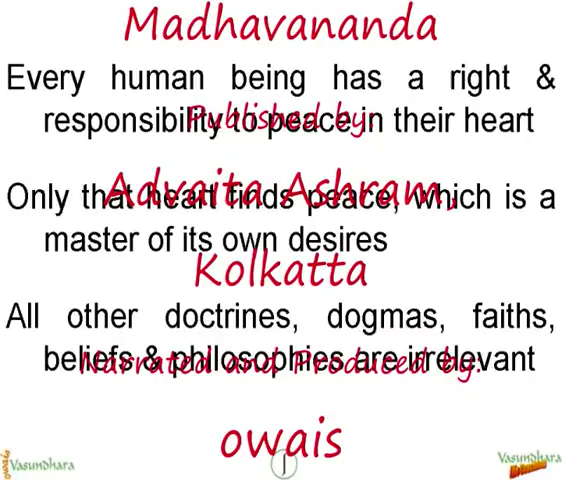 Madhavananda
Every human being has a right &
Published by:
responsibility to peace in their heart
Advaita Ashram,
Only that heart finds peace, which is a
master of its own desires
Kolkatta
All other doctrines, dogmas, faiths,
beliefs & philosophies are irrelevant
Narrated and Produced by:
owais
owais Vasundhara
Vasundhara